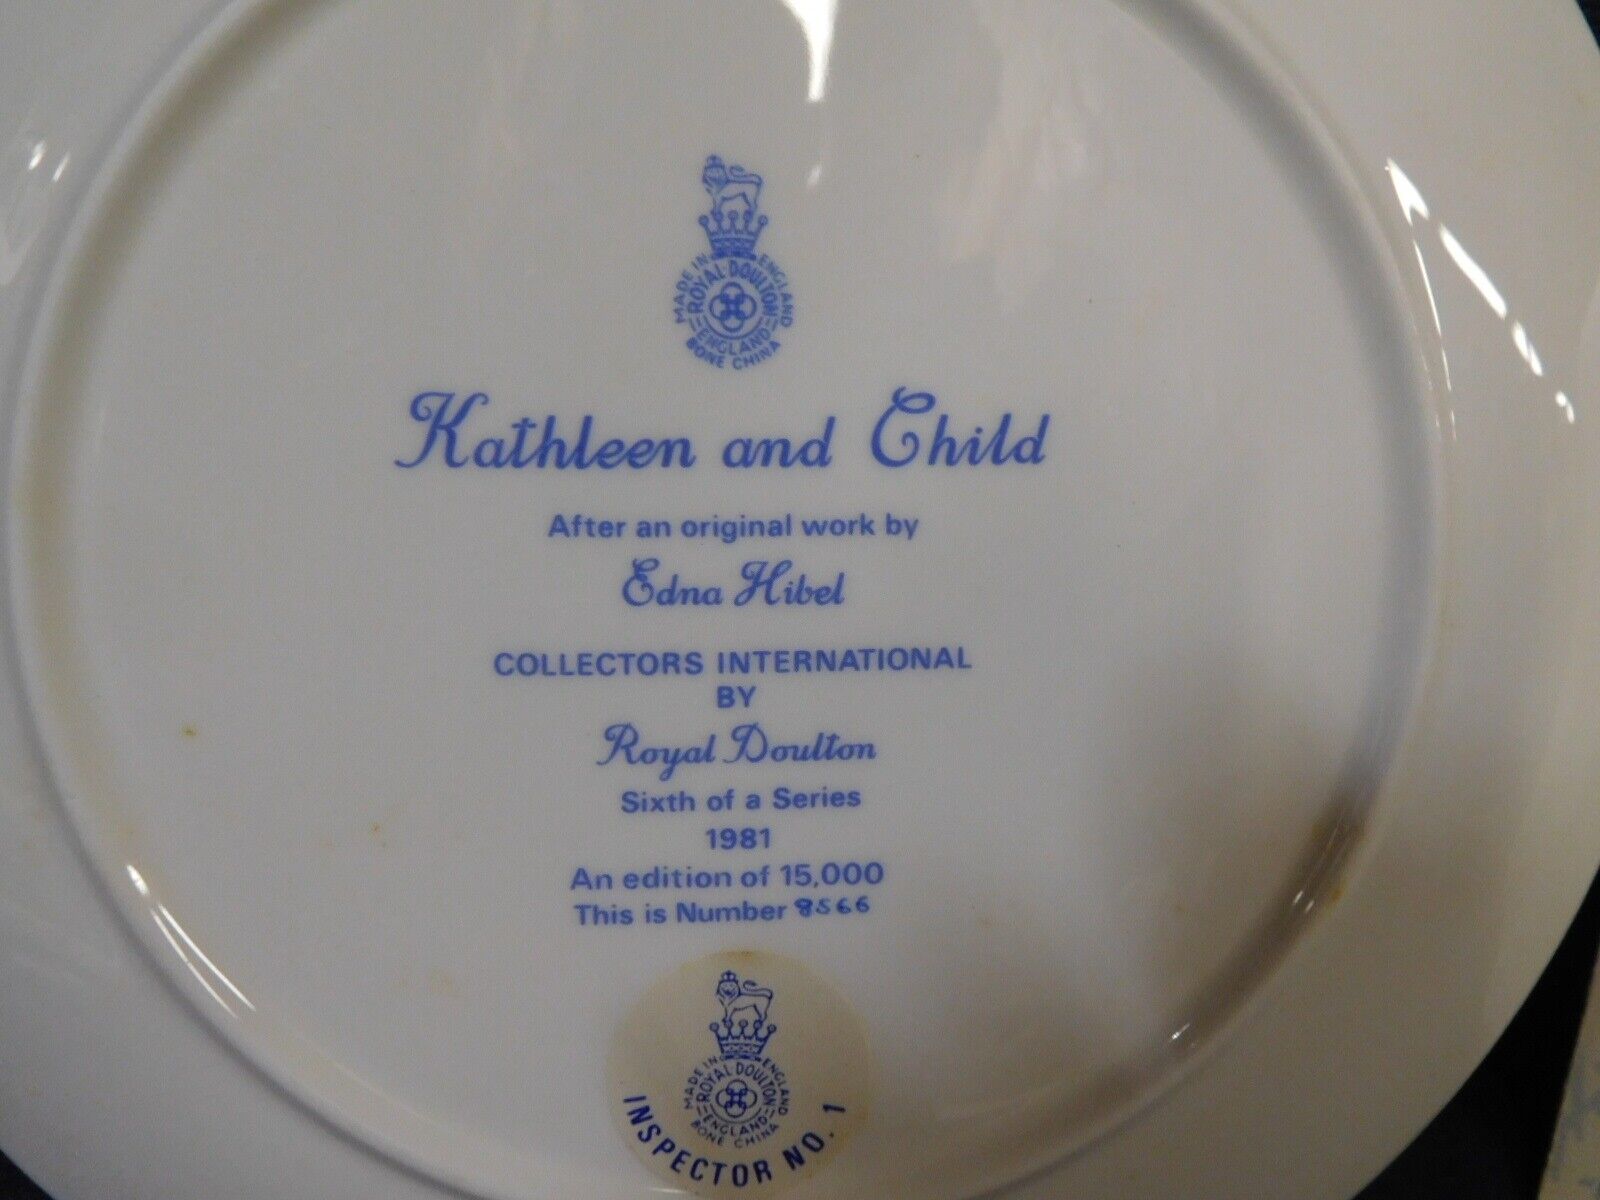 MADE IN ENGLAND
ROYAL DOULTON
ENGLAND
BONE CHINA
Kathleen and Child
After an original work by
Edna Hibel
COLLECTORS INTERNATIONAL
BY
Royal Doulton
Sixth of a Series
1981
An edition of 15,000
This is Number 8566
MADE IN ENGLAND
ROYAL DOULTON
ENGLAND
BONE CHINA
INSPECTOR NO. 1